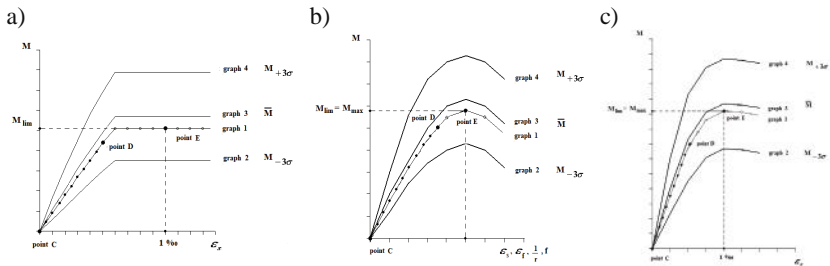 a)
M
graph 4 M +3σ
graph 3 M̅
M lim
graph 1
point E
point D
graph 2 M −3σ
point C
1 ‰
ε s
b)
M
graph 4 M +3σ
M lim = M max
point D
point E
graph 3 M̅
graph 1
graph 2 M −3σ
point C
ε s , ε f , 1/r , f
c)
M
graph 4 M +3σ
M lim = M max
graph 3 M̅
graph 1
point E
point D
graph 2 M −3σ
point C
1 ‰
ε s